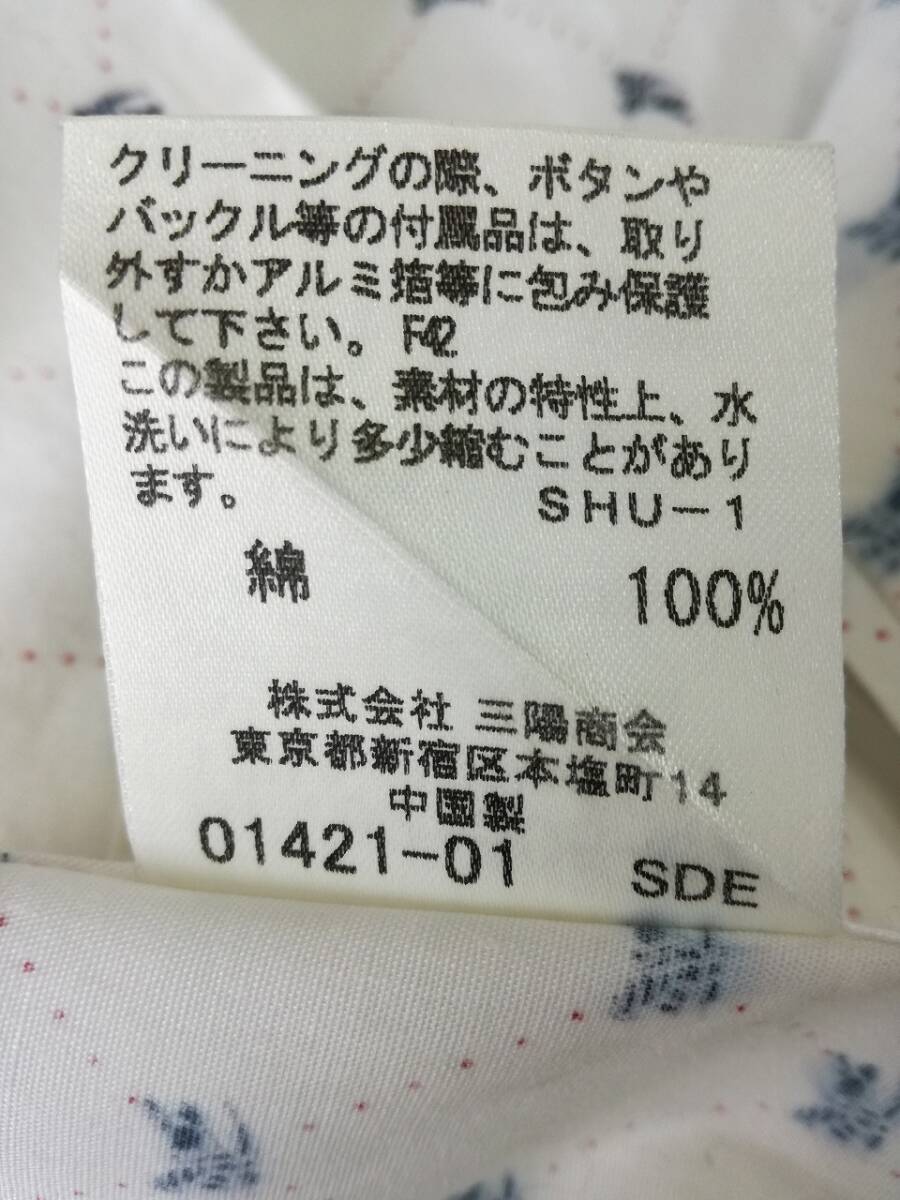 クリーニングの際、ボタンや
バックル等の付属品は、取り
外すかアルミ箔等に包み保護
して下さい。F42
この製品は、素材の特性上、水
洗いにより多少縮むことがあり
ます。 SHU-1
綿 100%
株式会社 三陽商会
東京都新宿区本塩町14
中国製
01421-01 SDE